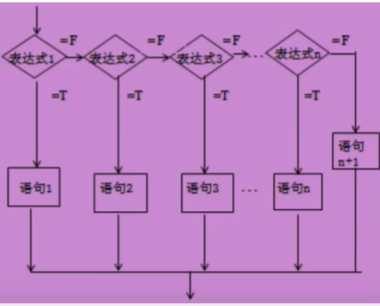 =F =F =F =F
表达式1 表达式2 表达式3 ... 表达式n
=T =T =T =T
语句
n+1
语句1 语句2 语句3 ... 语句n